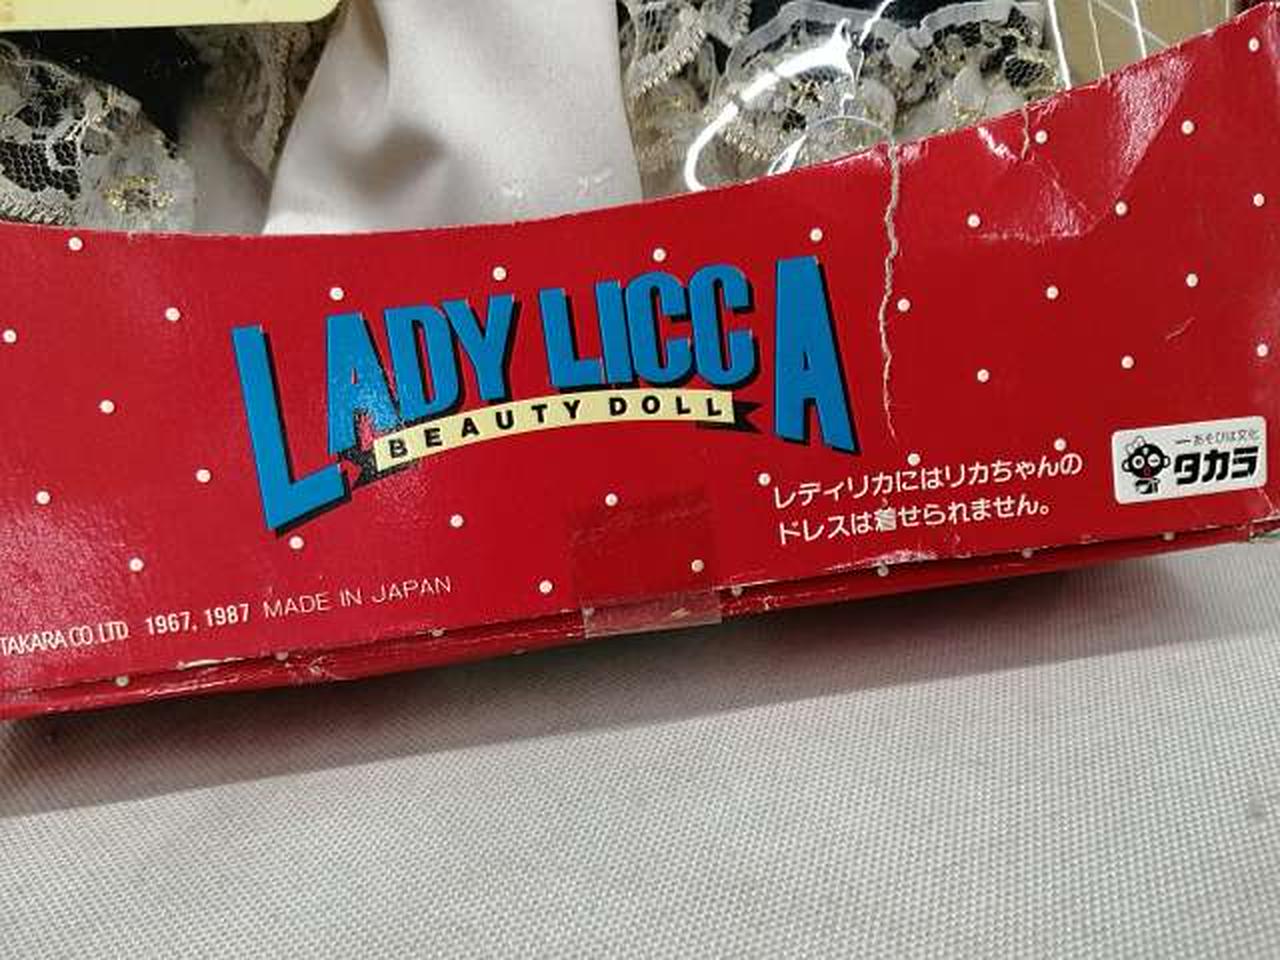 LADY LICCA
BEAUTY DOLL
レディリカにはリカちゃんの
ドレスは着せられません。
あそびは文化
タカラ
TAKARA CO.LTD. 1967, 1987 MADE IN JAPAN